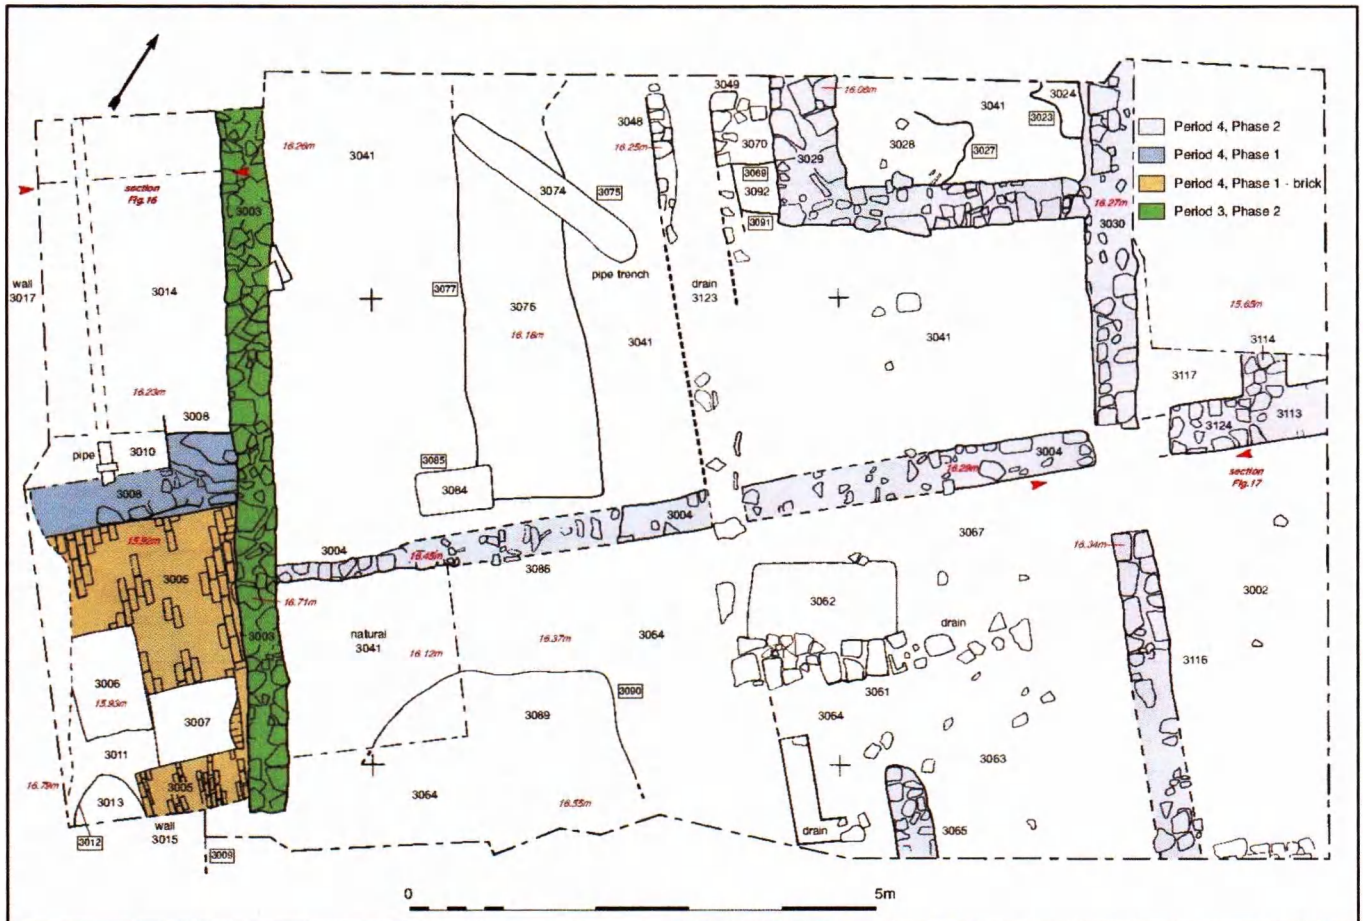 3049
3024
16.08m
3041
3023
3048
16.26m
3041
16.25m
3070
3028
3027
Period 4, Phase 2
Period 4, Phase 1
Period 4, Phase 1 - brick
Period 3, Phase 2
3029
3069
3092
3091
section
Fig.16
3074
3075
3003
16.27m
3030
wall
3017
3014
pipe trench
drain
3123
3077
3076
16.18m
15.65m
3041
3041
3114
3117
16.23m
3008
3113
3124
pipe
3010
3085
3084
3004
16.29m
section
Fig.17
3008
3004
15.92m
3004
16.45m
3086
3067
16.34m
3005
3062
3002
16.71m
3003
natural
3041
16.12m
16.37m
3064
drain
3116
3006
15.93m
3007
3090
3089
3061
3064
3011
16.79m
3013
3005
3064
16.55m
3063
wall
3015
3012
3009
drain
3065
0
5m